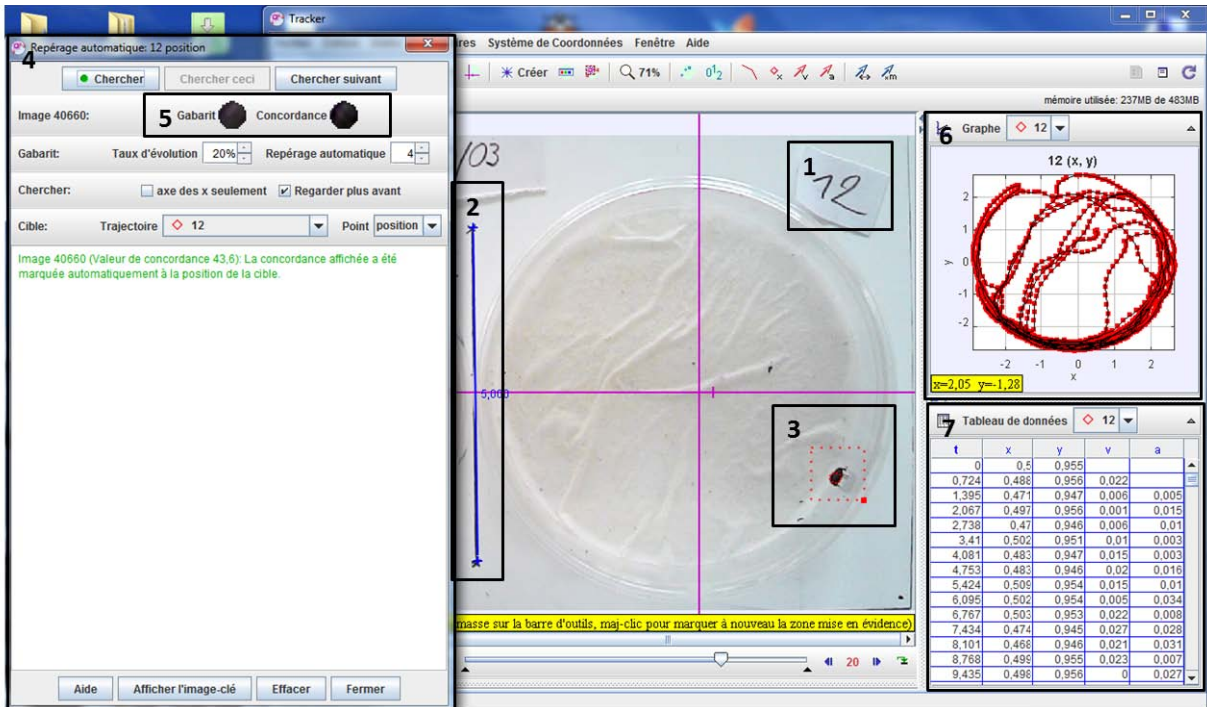 Tracker
4
Repérage automatique: 12 position
Chercher
Chercher ceci
Chercher suivant
Image 40660:
5
Gabarit
Concordance
Gabarit:
Taux d'évolution
20%
Repérage automatique
4
Chercher:
axe des x seulement
Regarder plus avant
Cible:
Trajectoire
12
Point
position
Image 40660 (Valeur de concordance 43,6): La concordance affichée a été
marquée automatiquement à la position de la cible.
Aide
Afficher l'image-clé
Effacer
Fermer
res Système de Coordonnées Fenêtre Aide
Créer
71%
mémoire utilisée: 237MB de 483MB
/03
1
12
2
5,000
3
masse sur la barre d'outils, maj-clic pour marquer à nouveau la zone mise en évidence)
20
6
Graphe
12
12 (x, y)
2
1
0
-1
-2
y
-2 -1 0 1 2
x
x=2,05 y=-1,28
7
Tableau de données
12
t x y v a
0 0,5 0,955
0,724 0,488 0,956 0,022
1,395 0,471 0,947 0,006 0,005
2,067 0,497 0,956 0,001 0,015
2,738 0,47 0,946 0,006 0,01
3,41 0,502 0,951 0,01 0,003
4,081 0,483 0,947 0,015 0,003
4,753 0,483 0,946 0,02 0,016
5,424 0,509 0,954 0,015 0,01
6,095 0,502 0,954 0,005 0,034
6,767 0,503 0,953 0,022 0,008
7,434 0,474 0,945 0,027 0,028
8,101 0,468 0,946 0,021 0,031
8,768 0,499 0,955 0,023 0,007
9,435 0,498 0,956 0 0,027